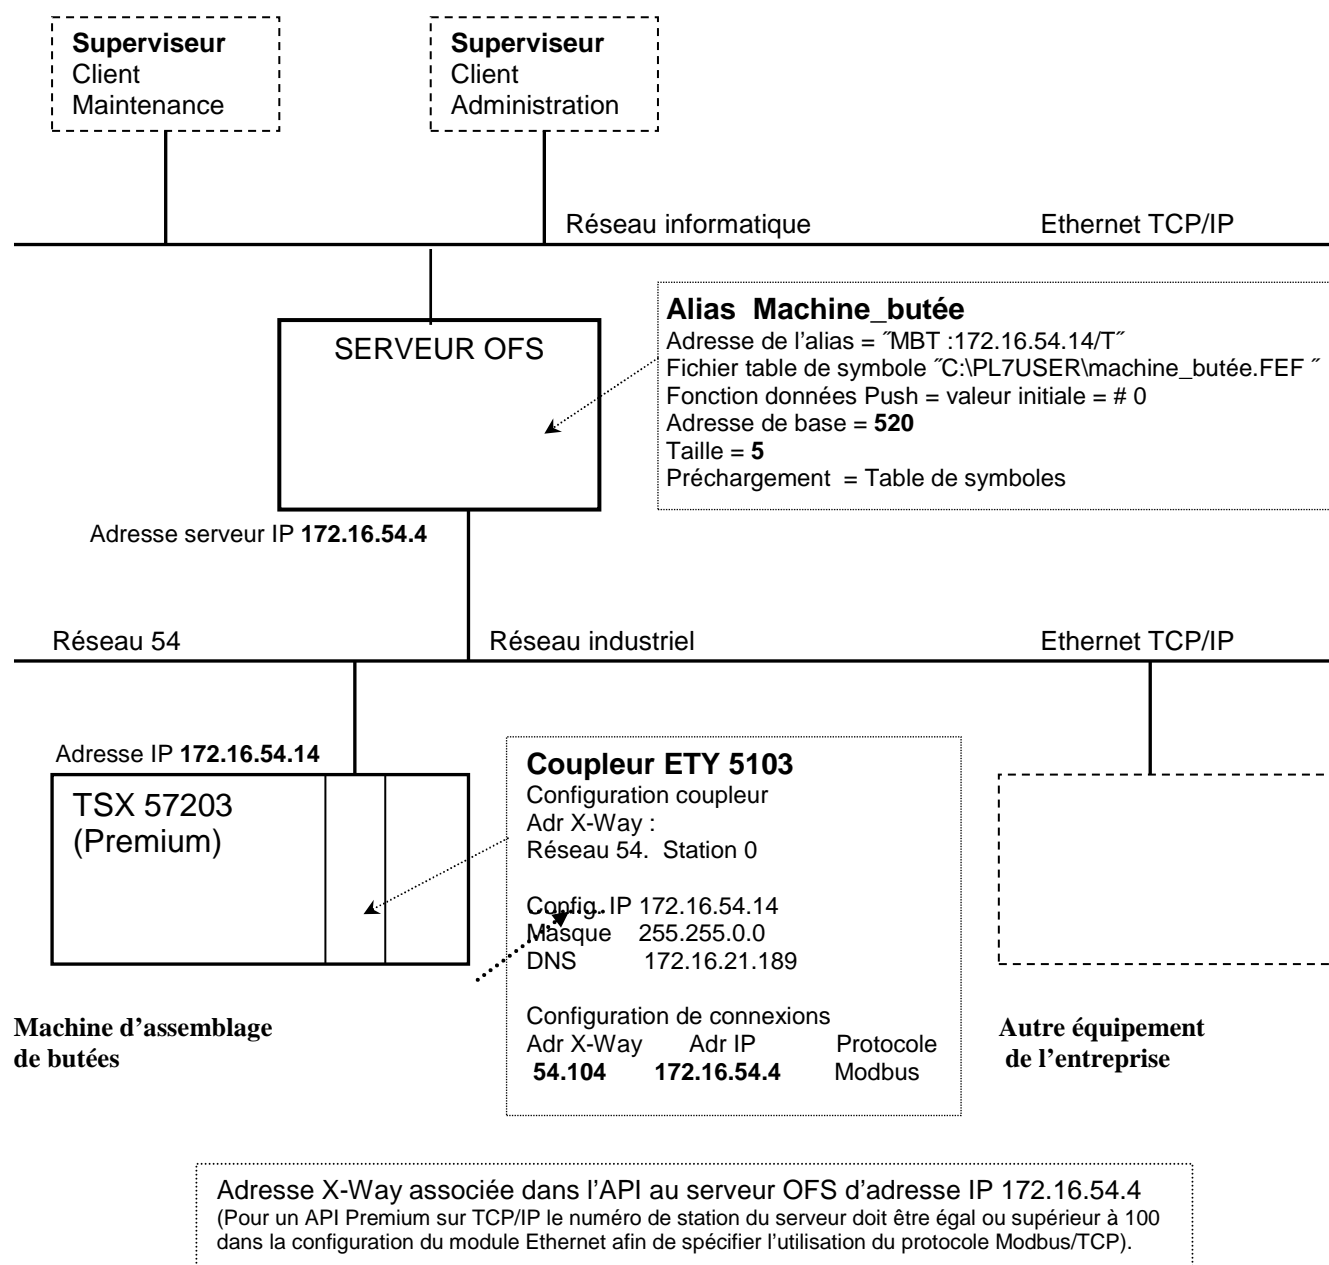 Superviseur
Client
Maintenance
Superviseur
Client
Administration
Réseau informatique
Ethernet TCP/IP
SERVEUR OFS
Alias Machine_butée
Adresse de l'alias = ˝MBT :172.16.54.14/T˝
Fichier table de symbole ˝C:\PL7USER\machine_butée.FEF ˝
Fonction données Push = valeur initiale = # 0
Adresse de base = 520
Taille = 5
Préchargement = Table de symboles
Adresse serveur IP 172.16.54.4
Réseau 54
Réseau industriel
Ethernet TCP/IP
Adresse IP 172.16.54.14
TSX 57203
(Premium)
Coupleur ETY 5103
Configuration coupleur
Adr X-Way :
Réseau 54. Station 0
Config. IP 172.16.54.14
Masque 255.255.0.0
DNS 172.16.21.189
Configuration de connexions
Adr X-Way Adr IP Protocole
54.104 172.16.54.4 Modbus
Machine d'assemblage
de butées
Autre équipement
de l'entreprise
Adresse X-Way associée dans l'API au serveur OFS d'adresse IP 172.16.54.4
(Pour un API Premium sur TCP/IP le numéro de station du serveur doit être égal ou supérieur à 100
dans la configuration du module Ethernet afin de spécifier l'utilisation du protocole Modbus/TCP).